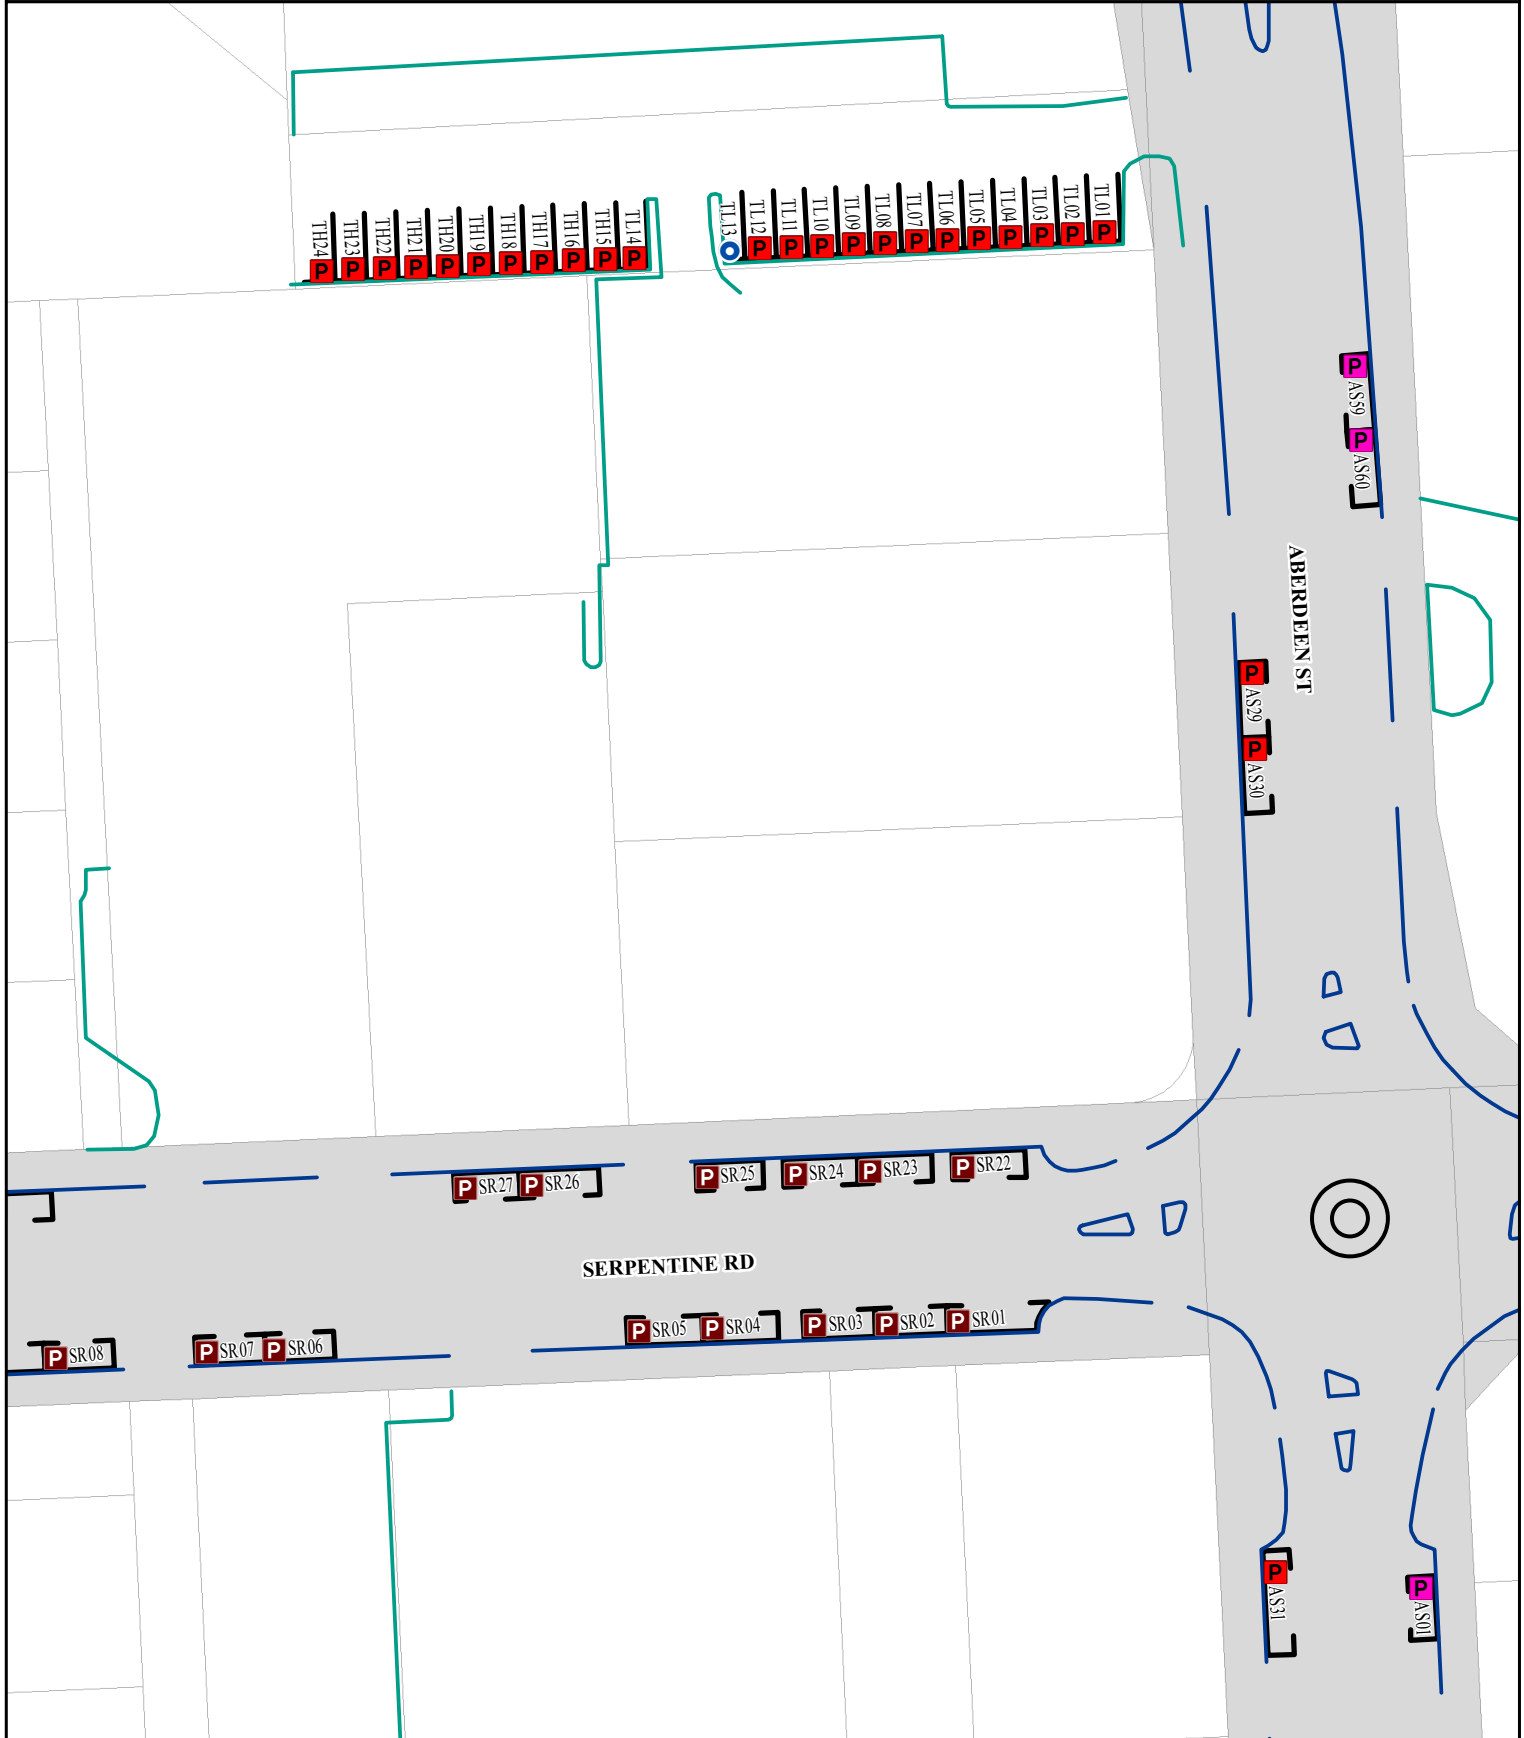 TH24 TH23 TH22 TH21 TH20 TH19 TH18 TH17 TH16 TH15 TL14 TL13 TL12 TL11 TL10 TL09 TL08 TL07 TL06 TL05 TL04 TL03 TL02 TL01
P P P P P P P P P P P P P P P P P P P P P P P
P
AS59
P
AS60
ABERDEEN ST
P
AS29
P
AS30
P SR27 P SR26 P SR25 P SR24 P SR23 P SR22
SERPENTINE RD
P SR08 P SR07 P SR06 P SR05 P SR04 P SR03 P SR02 P SR01
P
AS31
P
AS01